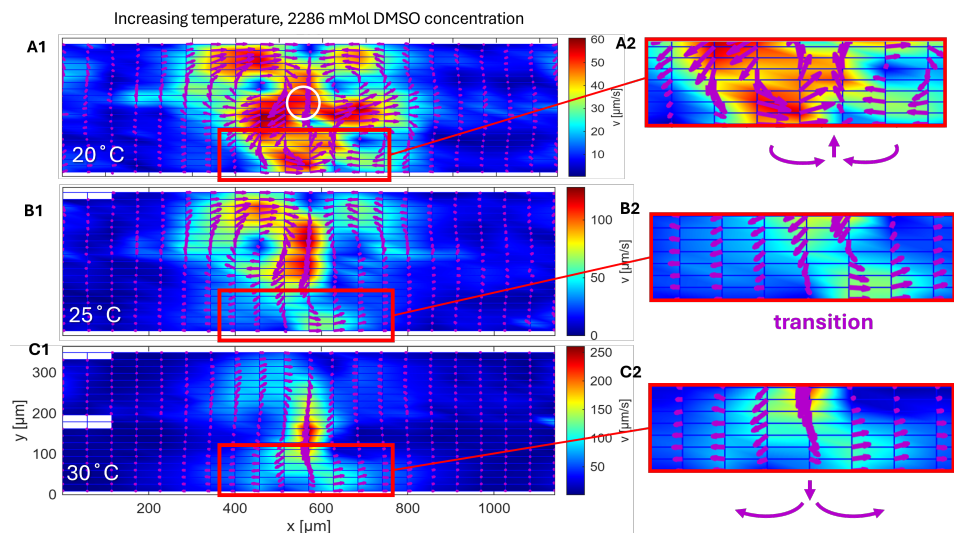 Increasing temperature, 2286 mMol DMSO concentration
A1
20°C
60
50
40
30
20
10
v [µm/s]
A2
B1
25°C
100
50
0
v [µm/s]
B2
transition
C1
30°C
300
200
100
0
y [µm]
200
400
600
800
1000
x [µm]
250
200
150
100
50
v [µm/s]
C2